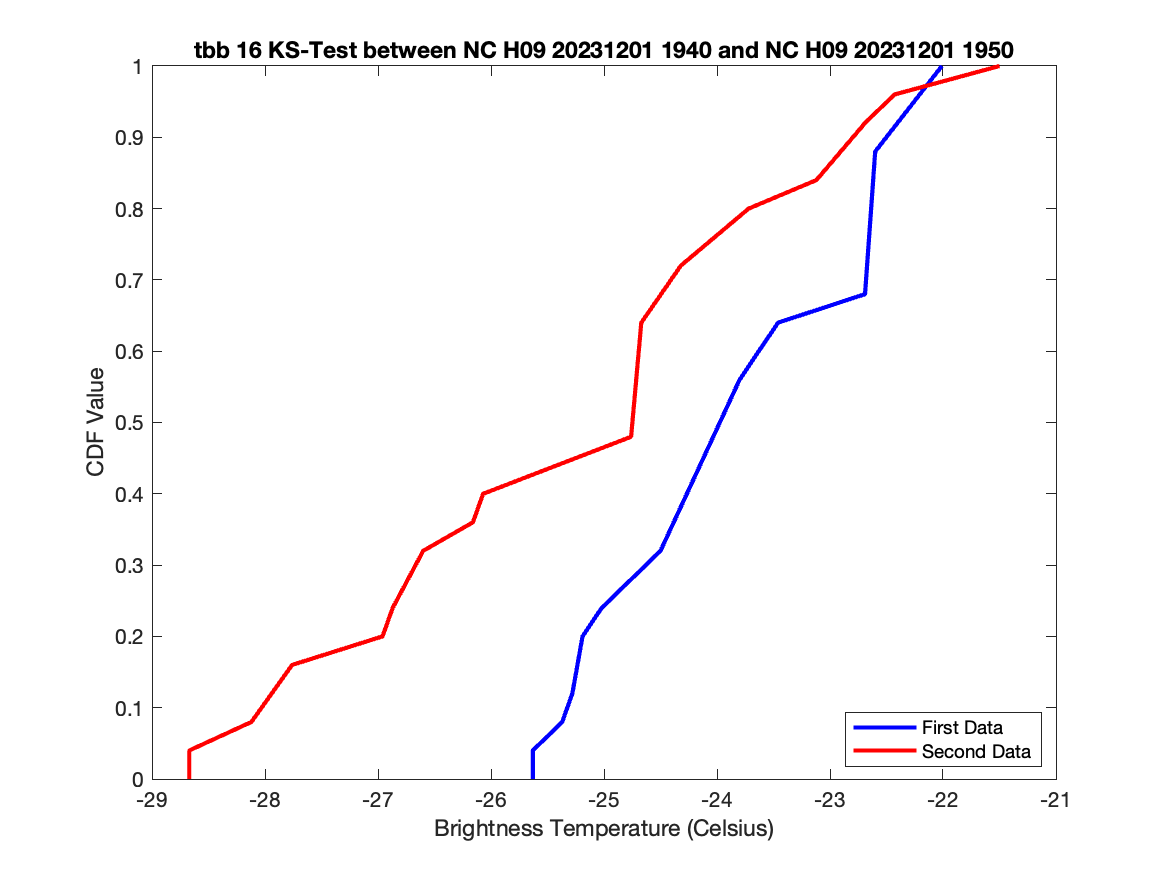 tbb 16 KS-Test between NC H09 20231201 1940 and NC H09 20231201 1950
1
0.9
0.8
0.7
0.6
0.5
0.4
0.3
0.2
0.1
0
CDF Value
First Data
Second Data
-29 -28 -27 -26 -25 -24 -23 -22 -21
Brightness Temperature (Celsius)